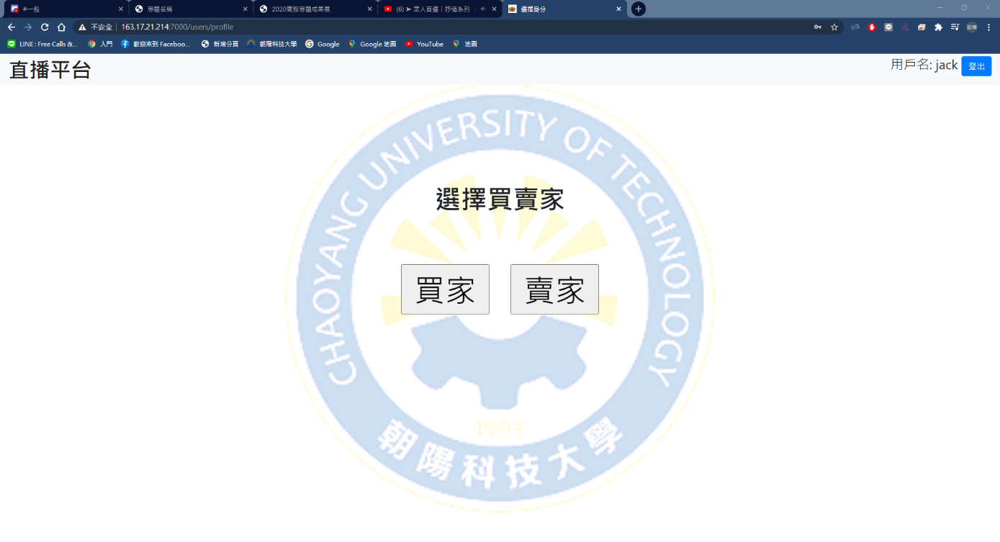 #一般
專題名稱
2020實務專題成果展
(6) ➤ 眾人首選｜抒情系列
選擇身分
不安全
163.17.21.214:7000/users/profile
LINE : Free Calls &...
入門
歡迎來到 Faceboo...
新增分頁
朝陽科技大學
Google
Google 地圖
YouTube
地圖
直播平台
用戶名: jack
登出
CHAOYANG UNIVERSITY OF TECHNOLOGY
選擇買賣家
買家
賣家
1994
朝陽科技大學